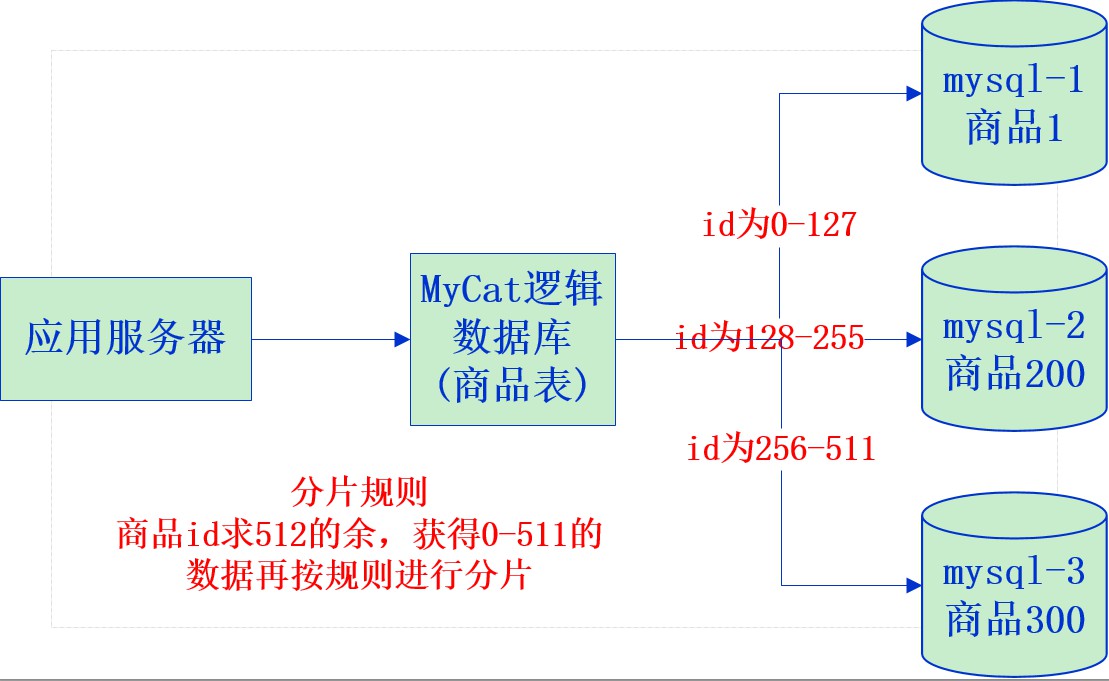 mysql-1
商品1
id为0-127
应用服务器
MyCat逻辑
数据库
(商品表)
id为128-255
mysql-2
商品200
id为256-511
分片规则
商品id求512的余，获得0-511的
数据再按规则进行分片
mysql-3
商品300